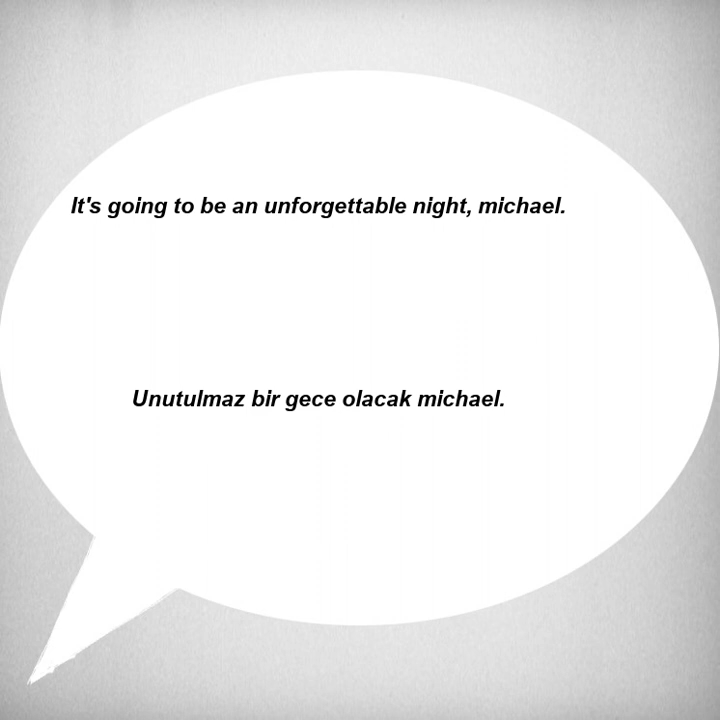 It's going to be an unforgettable night, michael.
Unutulmaz bir gece olacak michael.